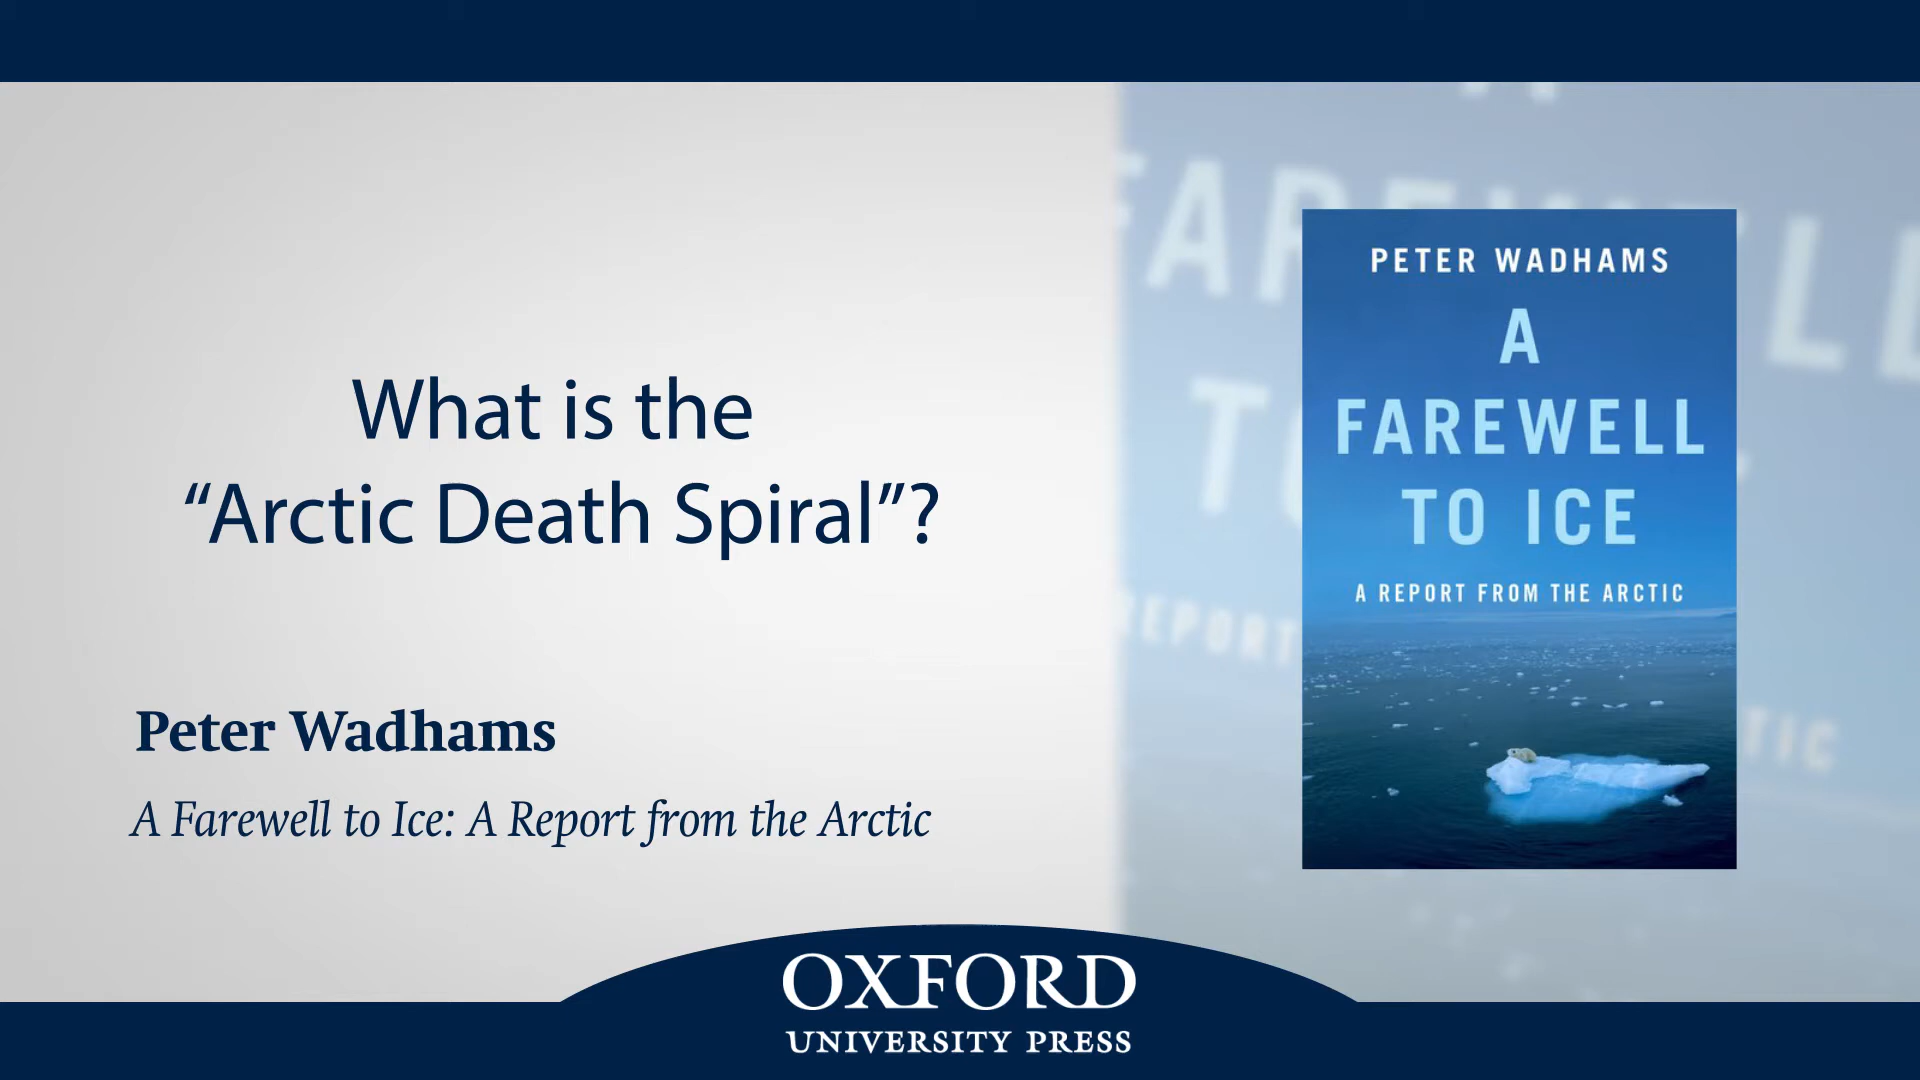 What is the
“Arctic Death Spiral”?
Peter Wadhams
A Farewell to Ice: A Report from the Arctic
PETER WADHAMS
A
FAREWELL
TO ICE
A REPORT FROM THE ARCTIC
OXFORD
UNIVERSITY PRESS